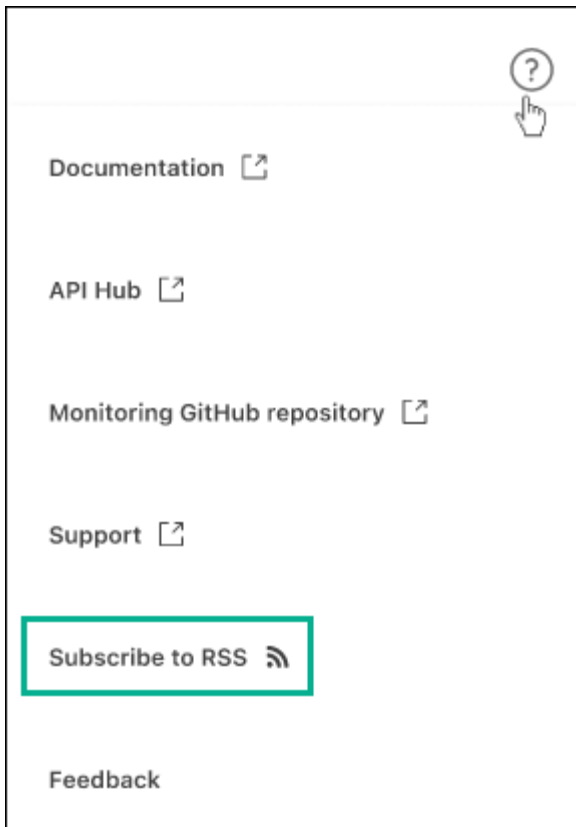 ?
Documentation
API Hub
Monitoring GitHub repository
Support
Subscribe to RSS
Feedback